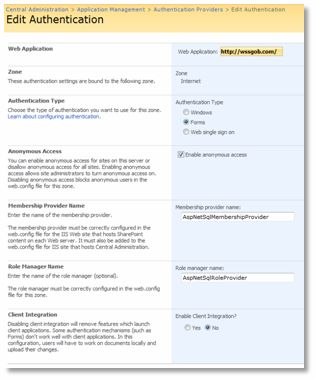 Central Administration > Application Management > Authentication Providers > Edit Authentication
Edit Authentication
Web Application
Web Application: http://wssgob.com/
Zone
These authentication settings are bound to the following zone.
Zone
Internet
Authentication Type
Choose the type of authentication you want to use for this zone.
Learn about configuring authentication.
Authentication Type
Windows
Forms
Web single sign on
Anonymous Access
You can enable anonymous access for sites on this server or
disallow anonymous access for all sites. Enabling anonymous
access allows site administrators to turn anonymous access on.
Disabling anonymous access blocks anonymous users in the
web.config file for this zone.
Enable anonymous access
Membership Provider Name
Enter the name of the membership provider.
The membership provider must be correctly configured in the
web.config file for the IIS Web site that hosts SharePoint
content on each Web server. It must also be added to the
web.config file for IIS site that hosts Central Administration.
Membership provider name:
AspNetSqlMembershipProvider
Role Manager Name
Enter the name of the role manager (optional).
The role manager must be correctly configured in the web.config
file for this zone.
Role manager name:
AspNetSqlRoleProvider
Client Integration
Disabling client integration will remove features which launch
client applications. Some authentication mechanisms (such as
Forms) don't work well with client applications. In this
configuration, users will have to work on documents locally and
upload their changes.
Enable Client Integration?
Yes No